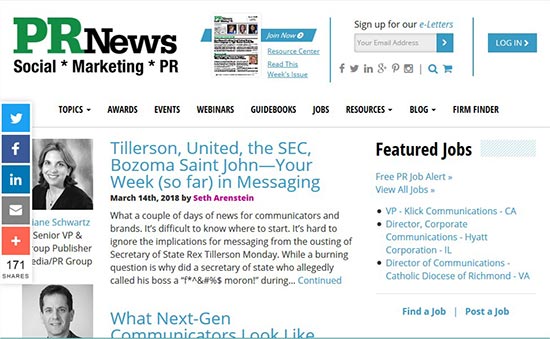 PRNEWS
Social * Marketing * PR
Join Now
Resource Center
Read This
Week's Issue
Sign up for our e-Letters
Your Email Address
LOG IN
TOPICS
AWARDS
EVENTS
WEBINARS
GUIDEBOOKS
JOBS
RESOURCES
BLOG
FIRM FINDER
171
SHARES
iane Schwartz
Senior VP &
roup Publisher
edia/PR Group
Tillerson, United, the SEC,
Bozoma Saint John—Your
Week (so far) in Messaging
March 14th, 2018 by Seth Arenstein
What a couple of days of news for communicators and
brands. It's difficult to know where to start. It's hard to
ignore the implications for messaging from the ousting of
Secretary of State Rex Tillerson Monday. While a burning
question is why did a secretary of state who allegedly
called his boss a "f*^&#%$ moron!" during… Continued
What Next-Gen
Communicators Look Like
Featured Jobs
Free PR Job Alert »
View All Jobs »
VP - Klick Communications - CA
Director, Corporate
Communications - Hyatt
Corporation - IL
Director of Communications -
Catholic Diocese of Richmond - VA
Find a Job | Post a Job